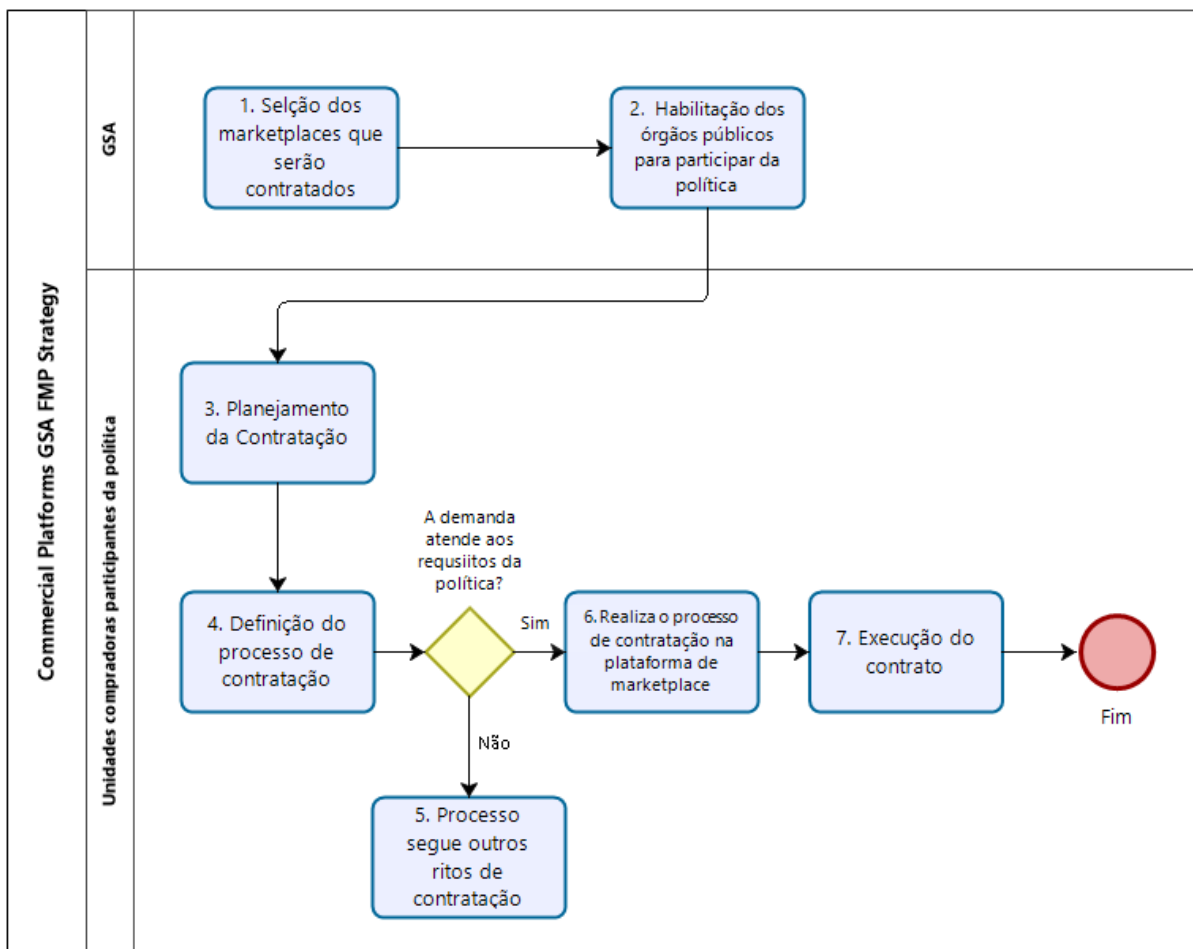 Commercial Platforms GSA FMP Strategy
GSA
1. Selção dos
marketplaces que
serão
contratados
2. Habilitação dos
órgãos públicos
para participar da
política
Unidades compradoras participantes da política
3. Planejamento
da Contratação
4. Definição do
processo de
contratação
A demanda
atende aos
requsiitos da
política?
Sim
Não
5. Processo
segue outros
ritos de
contratação
6. Realiza o processo
de contratação na
plataforma de
marketplace
7. Execução do
contrato
Fim